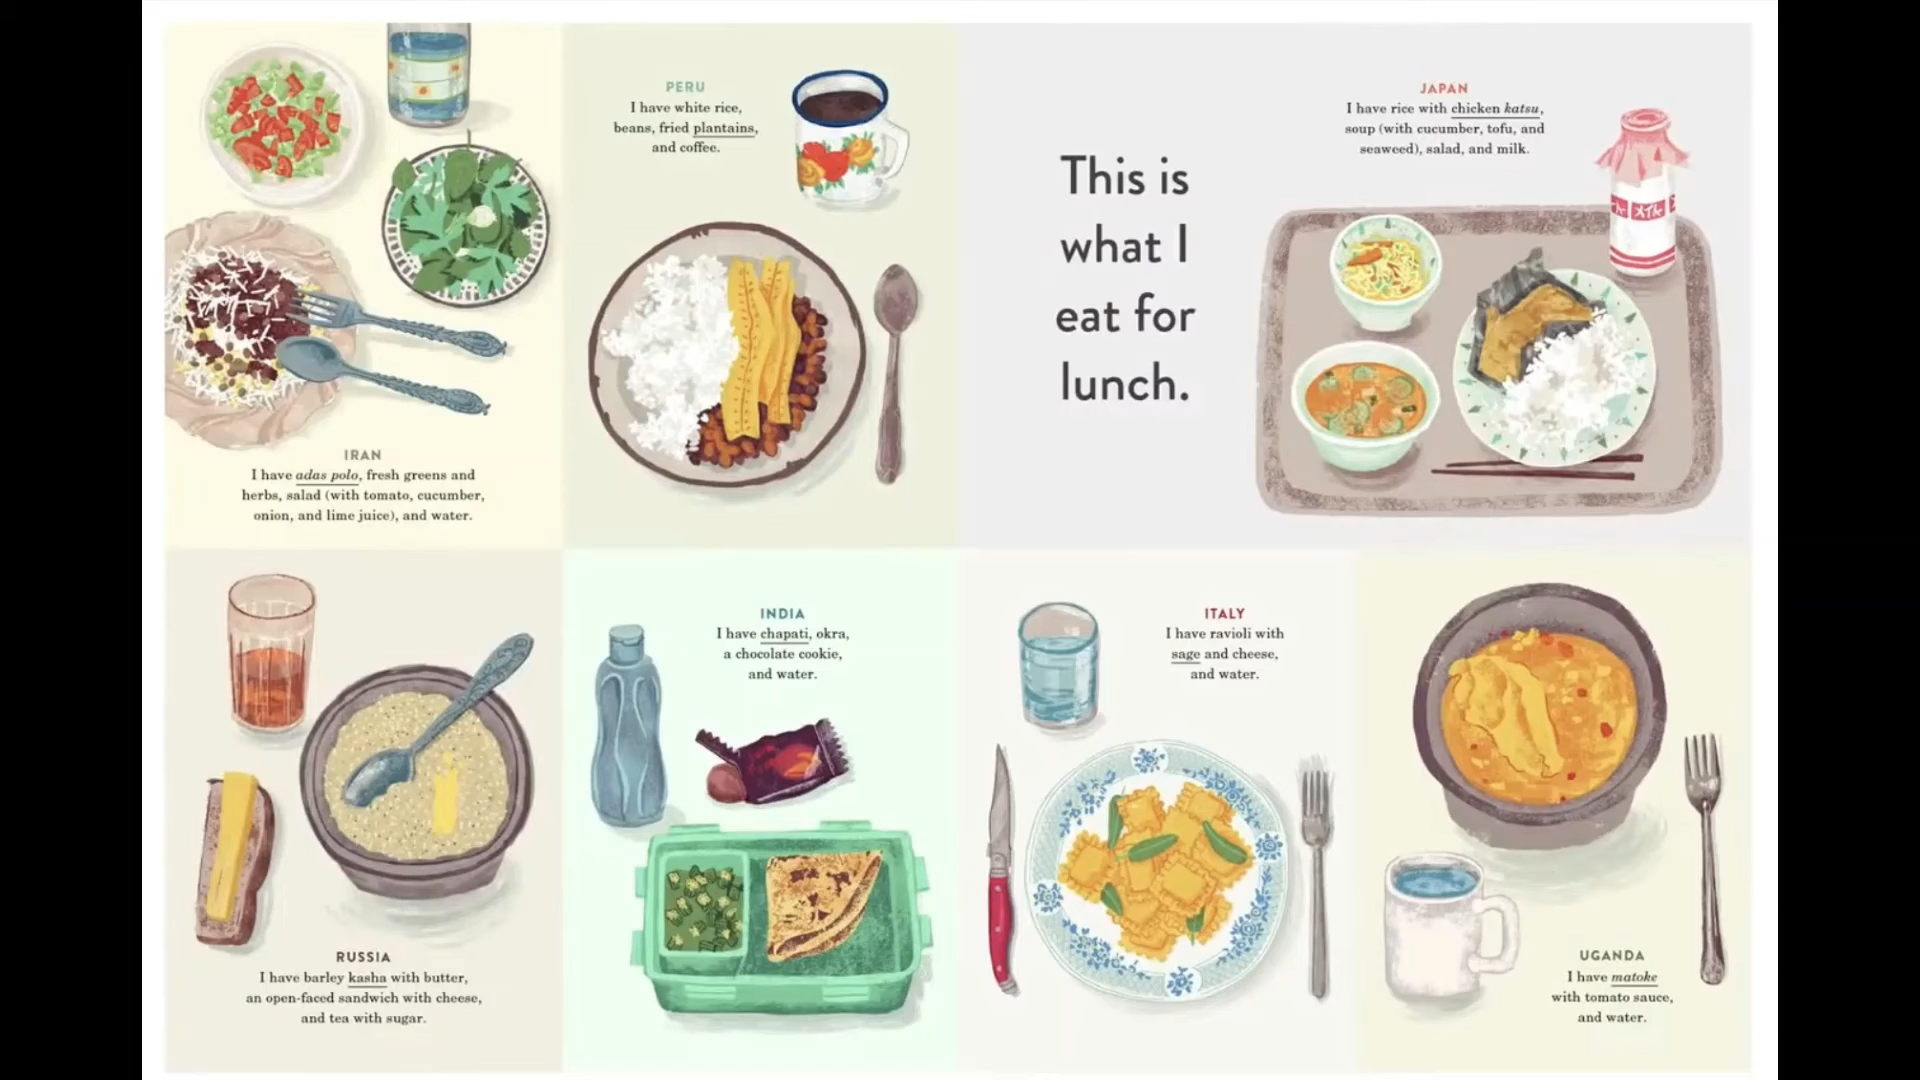 IRAN
I have adas polo, fresh greens and
herbs, salad (with tomato, cucumber,
onion, and lime juice), and water.
PERU
I have white rice,
beans, fried plantains,
and coffee.
This is
what I
eat for
lunch.
JAPAN
I have rice with chicken katsu,
soup (with cucumber, tofu, and
seaweed), salad, and milk.
メイト
RUSSIA
I have barley kasha with butter,
an open-faced sandwich with cheese,
and tea with sugar.
INDIA
I have chapati, okra,
a chocolate cookie,
and water.
ITALY
I have ravioli with
sage and cheese,
and water.
UGANDA
I have matoke
with tomato sauce,
and water.